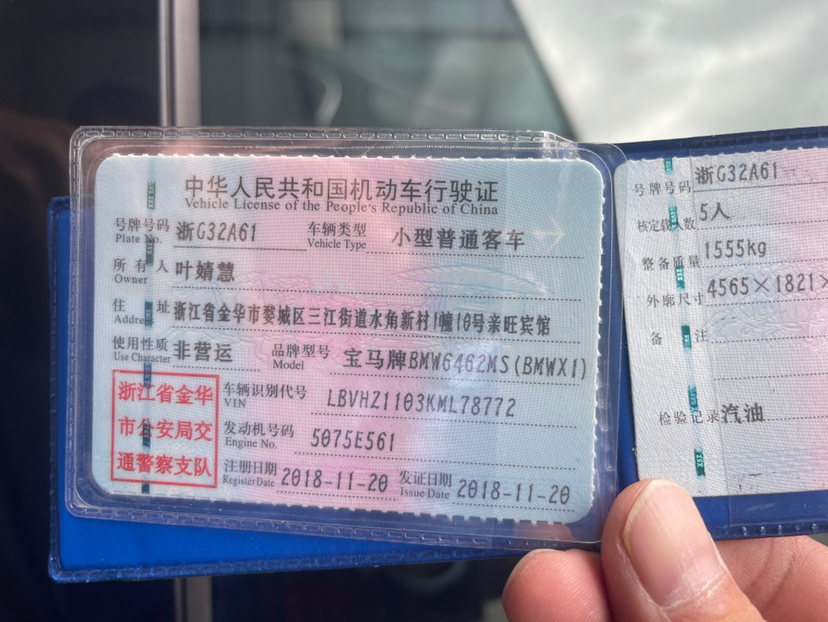 中华人民共和国机动车行驶证
Vehicle License of the People's Republic of China
号牌号码 浙G32A61 车辆类型 小型普通客车
Plate No. Vehicle Type
所有人 叶婧慧
Owner
住址 浙江省金华市婺城区三江街道水角新村1幢10号亲旺宾馆
Address
使用性质 非营运 品牌型号 宝马牌BMW6462MS(BMWX1)
Use Character Model
浙江省金华
市公安局交
通警察支队
车辆识别代号 LBVHZ1103KML78772
VIN
发动机号码 5075E561
Engine No.
注册日期 2018-11-20 发证日期 2018-11-20
Register Date Issue Date
号牌号码 浙G32A61
核定载人数 5人
整备质量 1555kg
外廓尺寸 4565×1821×
备注
检验记录 汽油